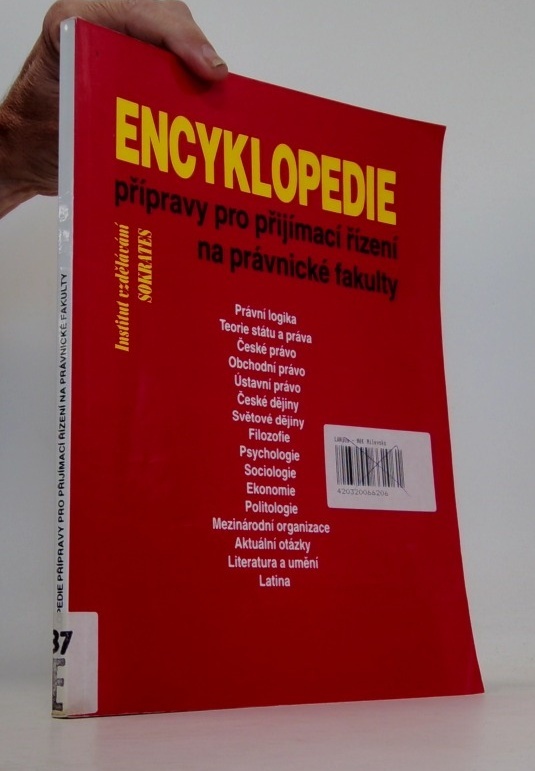 ENCYKLOPEDIE
přípravy pro přijímací řízení
na právnické fakulty
Institut vzdělávání
SOKRATES
Právní logika
Teorie státu a práva
České právo
Obchodní právo
Ústavní právo
České dějiny
Světové dějiny
Filozofie
Psychologie
Sociologie
Ekonomie
Politologie
Mezinárodní organizace
Aktuální otázky
Literatura a umění
Latina
420320066206
PEDIE PŘÍPRAVY PRO PŘIJÍMACÍ ŘÍZENÍ NA PRÁVNICKÉ FAKULTY
37
E